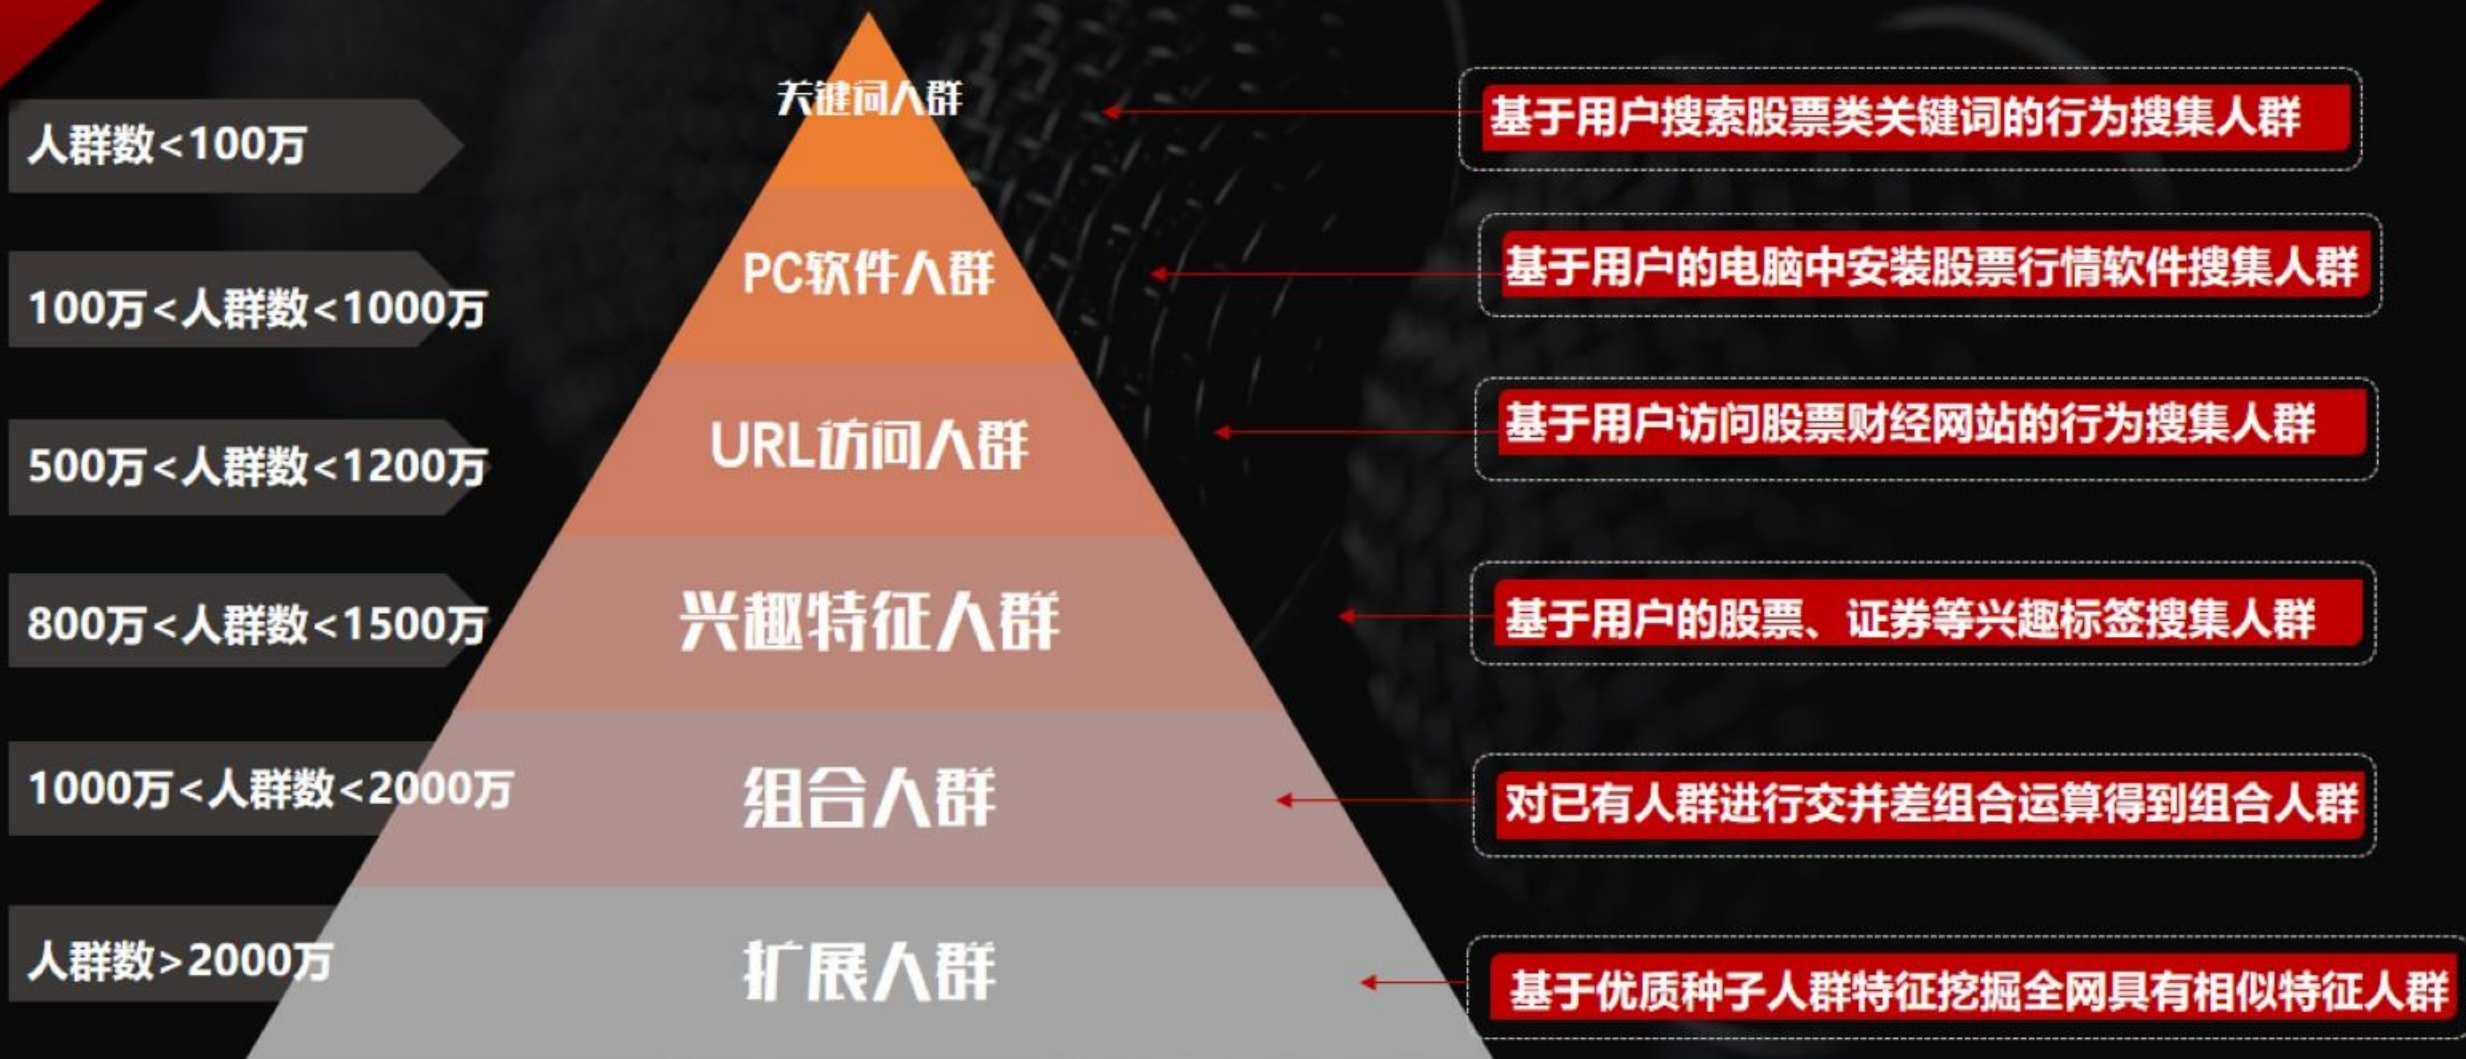 关键词人群
人群数<100万
基于用户搜索股票类关键词的行为搜集人群
PC软件人群
100万<人群数<1000万
基于用户的电脑中安装股票行情软件搜集人群
URL访问人群
500万<人群数<1200万
基于用户访问股票财经网站的行为搜集人群
兴趣特征人群
800万<人群数<1500万
基于用户的股票、证券等兴趣标签搜集人群
组合人群
1000万<人群数<2000万
对已有人群进行交并差组合运算得到组合人群
扩展人群
人群数>2000万
基于优质种子人群特征挖掘全网具有相似特征人群